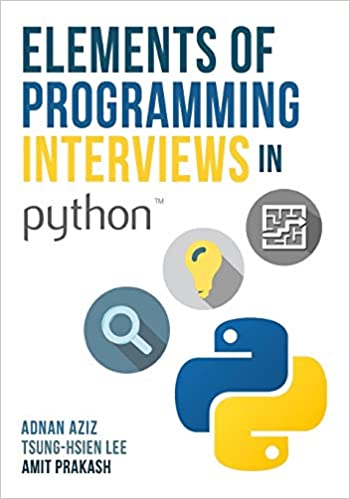 ELEMENTS OF
PROGRAMMING
INTERVIEWS IN
python™
ADNAN AZIZ
TSUNG-HSIEN LEE
AMIT PRAKASH